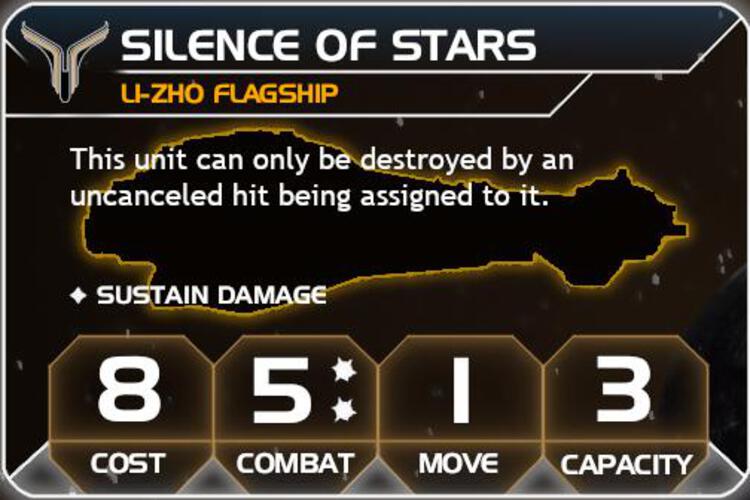 SILENCE OF STARS
LI-ZHO FLAGSHIP
This unit can only be destroyed by an
uncanceled hit being assigned to it.
SUSTAIN DAMAGE
8 5 1 3
COST COMBAT MOVE CAPACITY